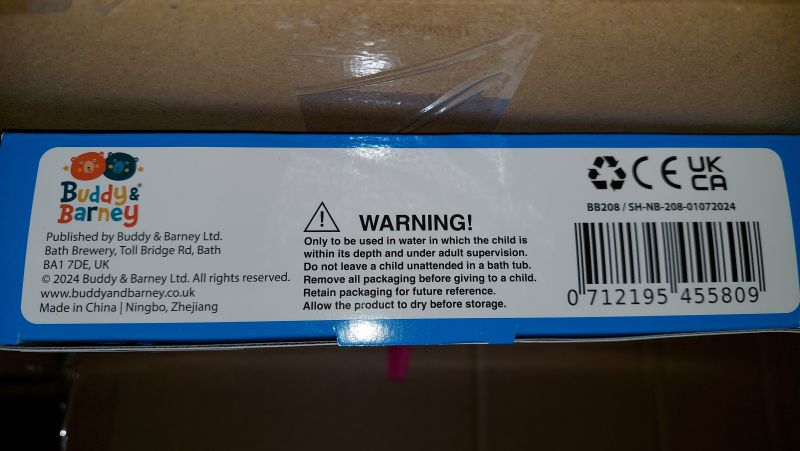 Buddy &®
Barney
Published by Buddy & Barney Ltd.
Bath Brewery, Toll Bridge Rd, Bath
BA1 7DE, UK
© 2024 Buddy & Barney Ltd. All rights reserved.
www.buddyandbarney.co.uk
Made in China | Ningbo, Zhejiang
WARNING!
Only to be used in water in which the child is
within its depth and under adult supervision.
Do not leave a child unattended in a bath tub.
Remove all packaging before giving to a child.
Retain packaging for future reference.
Allow the product to dry before storage.
CE UK
CA
BB208 / SH-NB-208-01072024
0 712195 455809